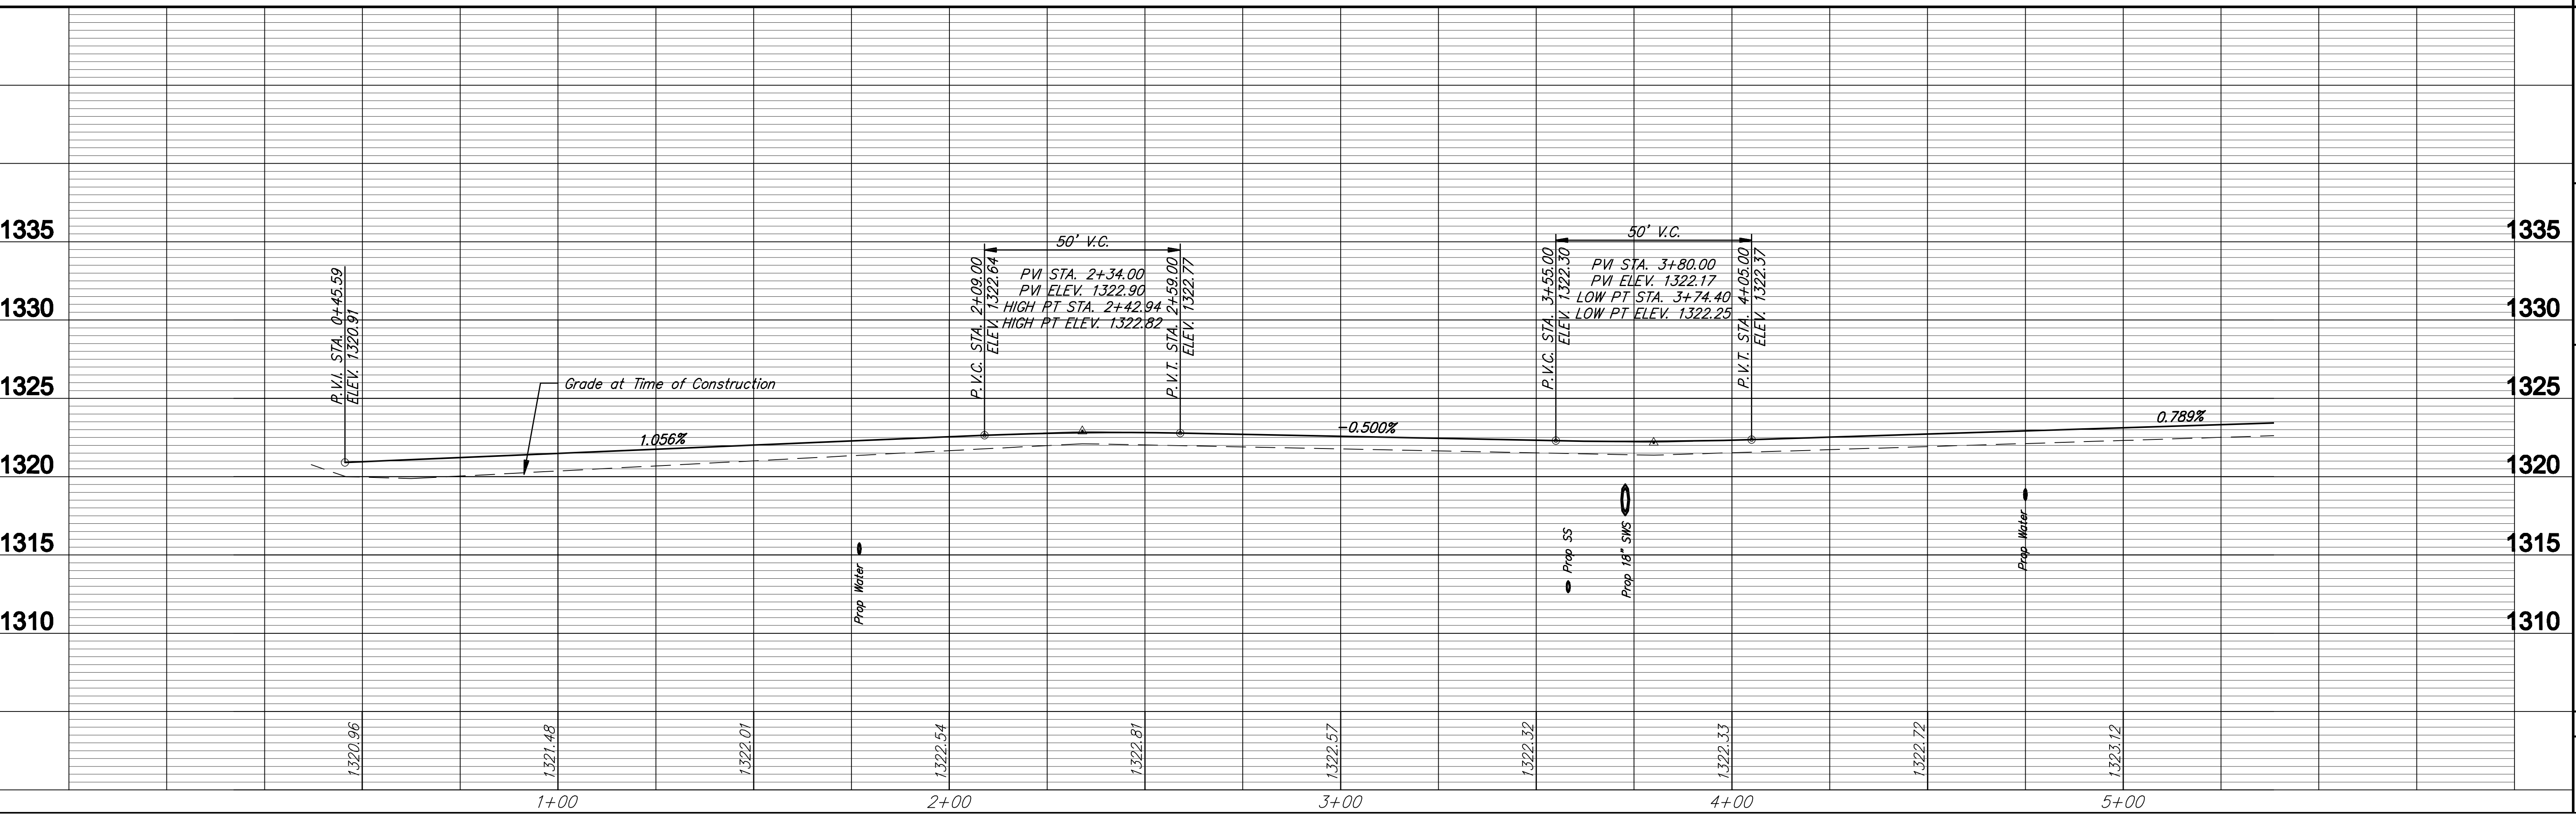 1335
1330
1325
1320
1315
1310
P.V.I. STA. 0+45.59
ELEV. 1320.91
Grade at Time of Construction
1.056%
P.V.C. STA. 2+09.00
ELEV. 1322.64
50' V.C.
PVI STA. 2+34.00
PVI ELEV. 1322.90
HIGH PT STA. 2+42.94
HIGH PT ELEV. 1322.82
P.V.T. STA. 2+59.00
ELEV. 1322.77
-0.500%
P.V.C. STA. 3+55.00
ELEV. 1322.30
50' V.C.
PVI STA. 3+80.00
PVI ELEV. 1322.17
LOW PT STA. 3+74.40
LOW PT ELEV. 1322.25
P.V.T. STA. 4+05.00
ELEV. 1322.37
0.789%
Prop Water
Prop SS
Prop 18" SWS
Prop Water
1335
1330
1325
1320
1315
1310
1320.96
1321.48
1322.01
1322.54
1322.81
1322.57
1322.32
1322.33
1322.72
1323.12
1+00
2+00
3+00
4+00
5+00